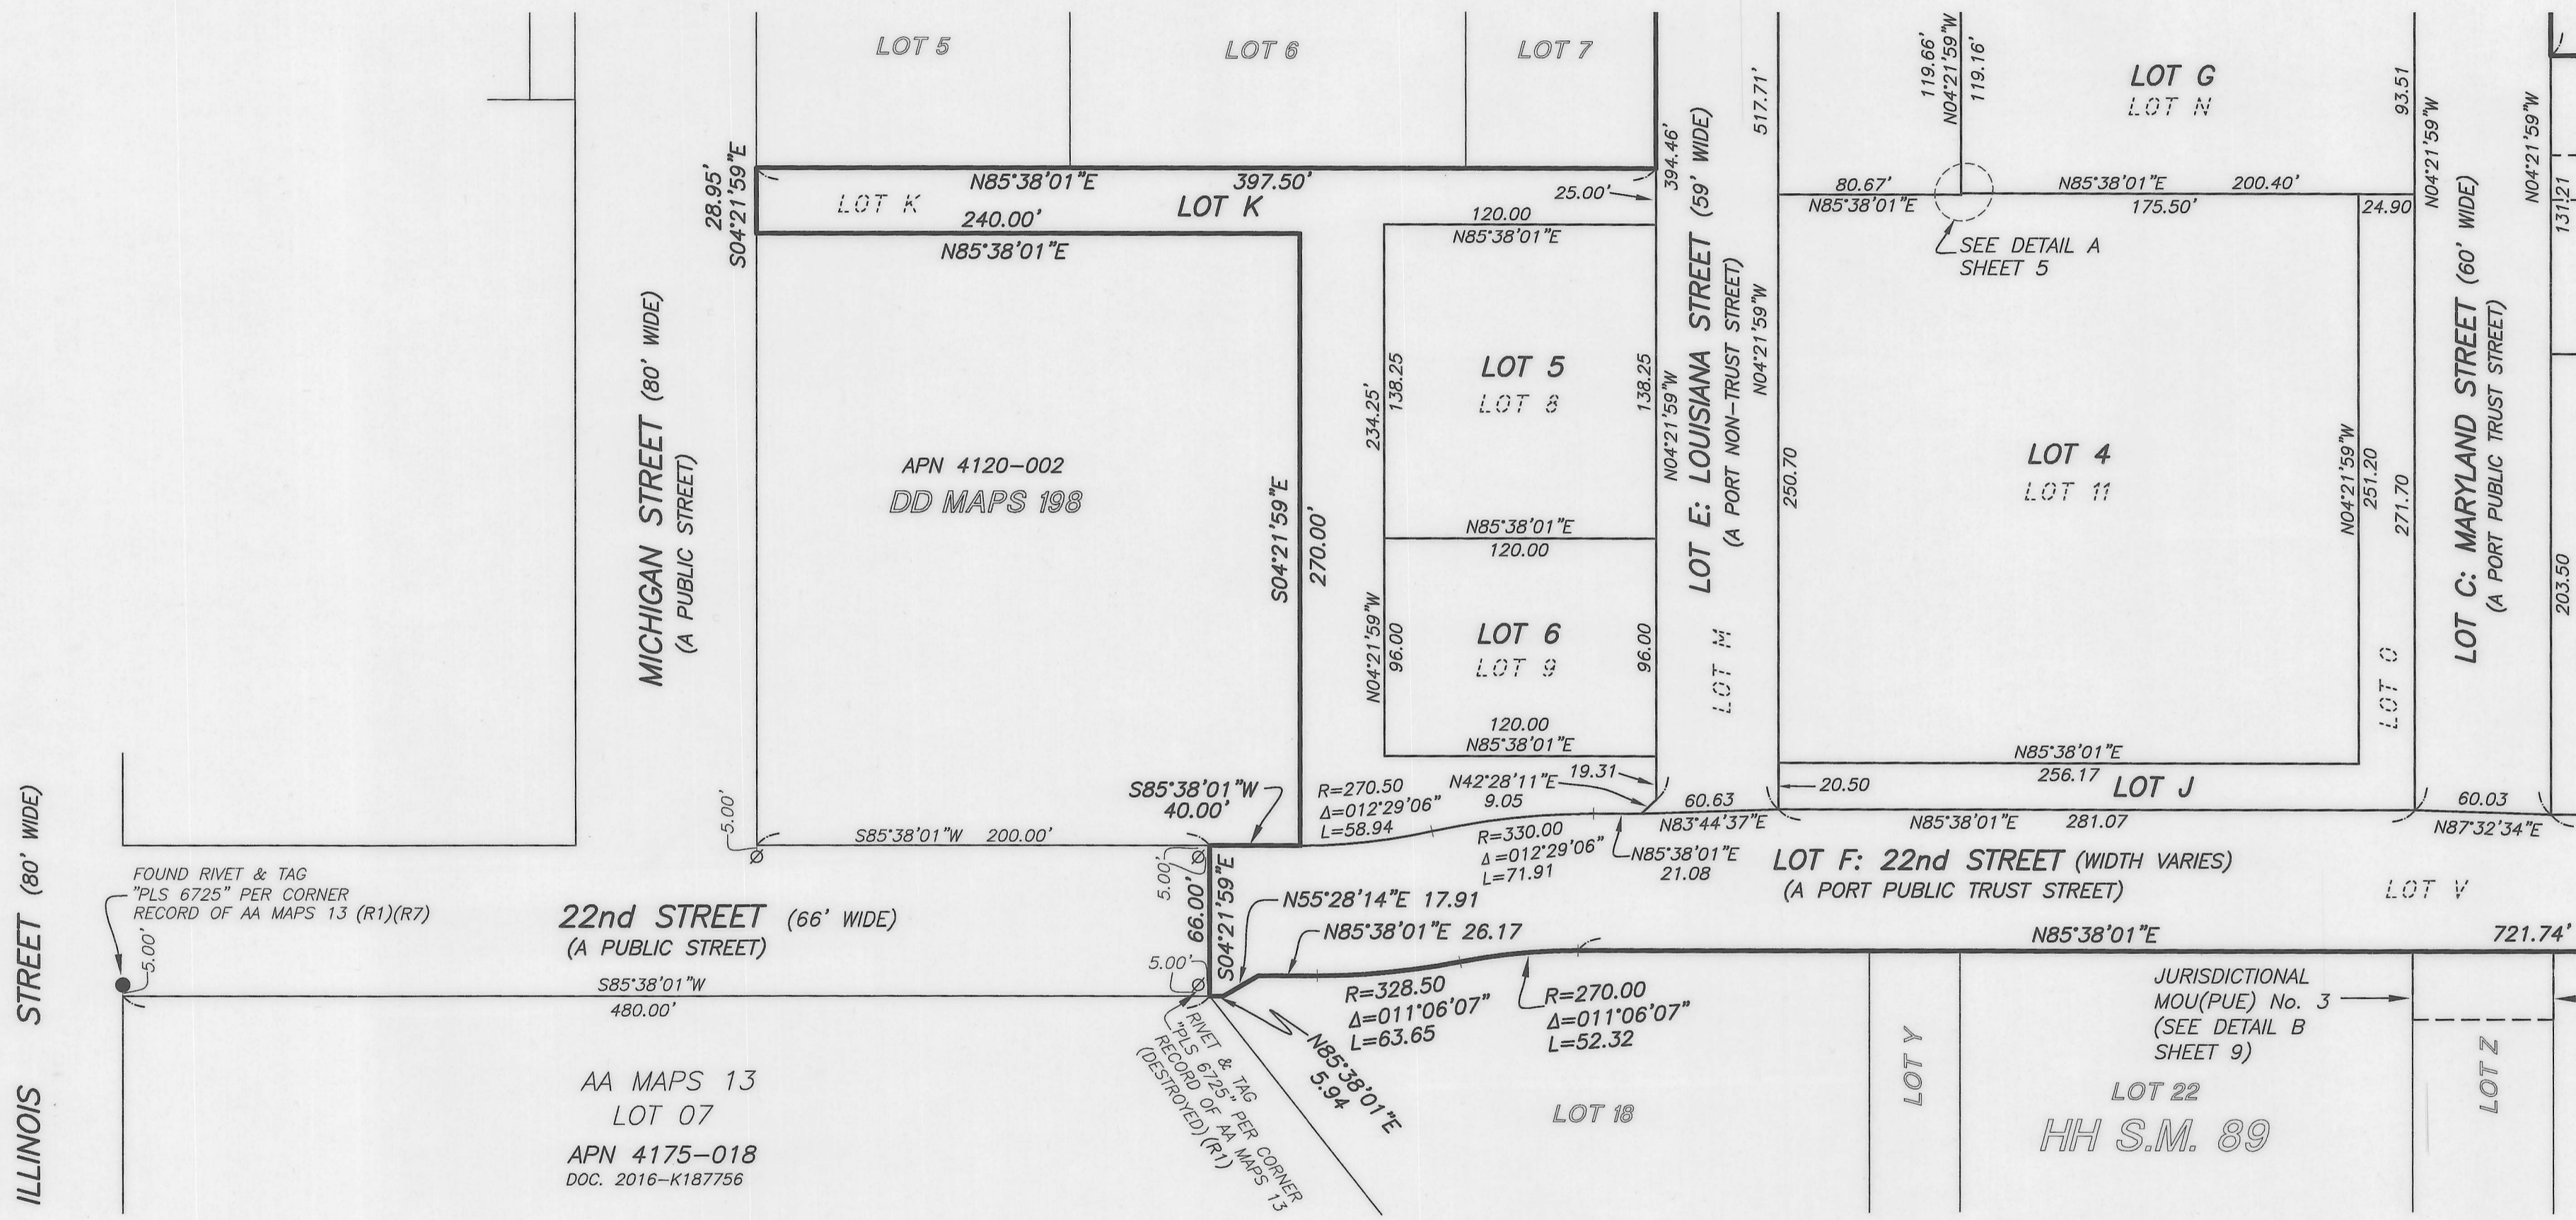 LOT 5
LOT 6
LOT 7
119.66'
N04°21'59"W
119.16'
LOT G
LOT N
93.51
N04°21'59"W
N04°21'59"W
131.21
517.71'
394.46'
28.95'
S04°21'59"E
N85°38'01"E
397.50'
LOT K
LOT K
240.00'
N85°38'01"E
25.00'
120.00
N85°38'01"E
80.67'
N85°38'01"E
N85°38'01"E
200.40'
175.50'
24.90
SEE DETAIL A
SHEET 5
MICHIGAN STREET (80' WIDE)
(A PUBLIC STREET)
APN 4120-002
DD MAPS 198
S04°21'59"E
270.00'
234.25'
138.25
LOT 5
LOT 8
138.25
N04°21'59"W
N85°38'01"E
120.00
N04°21'59"W
96.00
LOT 6
LOT 9
96.00
120.00
N85°38'01"E
LOT E: LOUISIANA STREET (59' WIDE)
(A PORT NON-TRUST STREET)
LOT M
N04°21'59"W
250.70
LOT 4
LOT 11
N04°21'59"W
251.20
271.70
LOT O
LOT C: MARYLAND STREET (60' WIDE)
(A PORT PUBLIC TRUST STREET)
203.50
N85°38'01"E
256.17
LOT J
20.50
S85°38'01"W
40.00'
R=270.50
Δ=012°29'06"
L=58.94
N42°28'11"E
9.05
19.31
60.63
N83°44'37"E
N85°38'01"E
281.07
60.03
N87°32'34"E
R=330.00
Δ=012°29'06"
L=71.91
N85°38'01"E
21.08
5.00'
S85°38'01"W 200.00'
5.00'
66.00'
S04°21'59"E
LOT F: 22nd STREET (WIDTH VARIES)
(A PORT PUBLIC TRUST STREET)
LOT V
ILLINOIS STREET (80' WIDE)
FOUND RIVET & TAG
"PLS 6725" PER CORNER
RECORD OF AA MAPS 13 (R1)(R7)
5.00'
22nd STREET (66' WIDE)
(A PUBLIC STREET)
N55°28'14"E 17.91
N85°38'01"E 26.17
N85°38'01"E
721.74'
5.00'
S85°38'01"W
480.00'
RIVET & TAG
"PLS 6725" PER CORNER
RECORD OF AA MAPS 13
(DESTROYED)(R1)
N85°38'01"E
5.94
R=328.50
Δ=011°06'07"
L=63.65
R=270.00
Δ=011°06'07"
L=52.32
JURISDICTIONAL
MOU(PUE) No. 3
(SEE DETAIL B
SHEET 9)
AA MAPS 13
LOT 07
APN 4175-018
DOC. 2016-K187756
LOT 18
LOT Y
LOT 22
HH S.M. 89
LOT Z